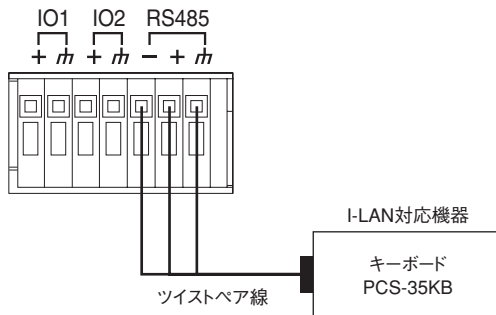 IO1 IO2 RS485
+ + − +
I-LAN対応機器
キーボード
PCS-35KB
ツイストペア線